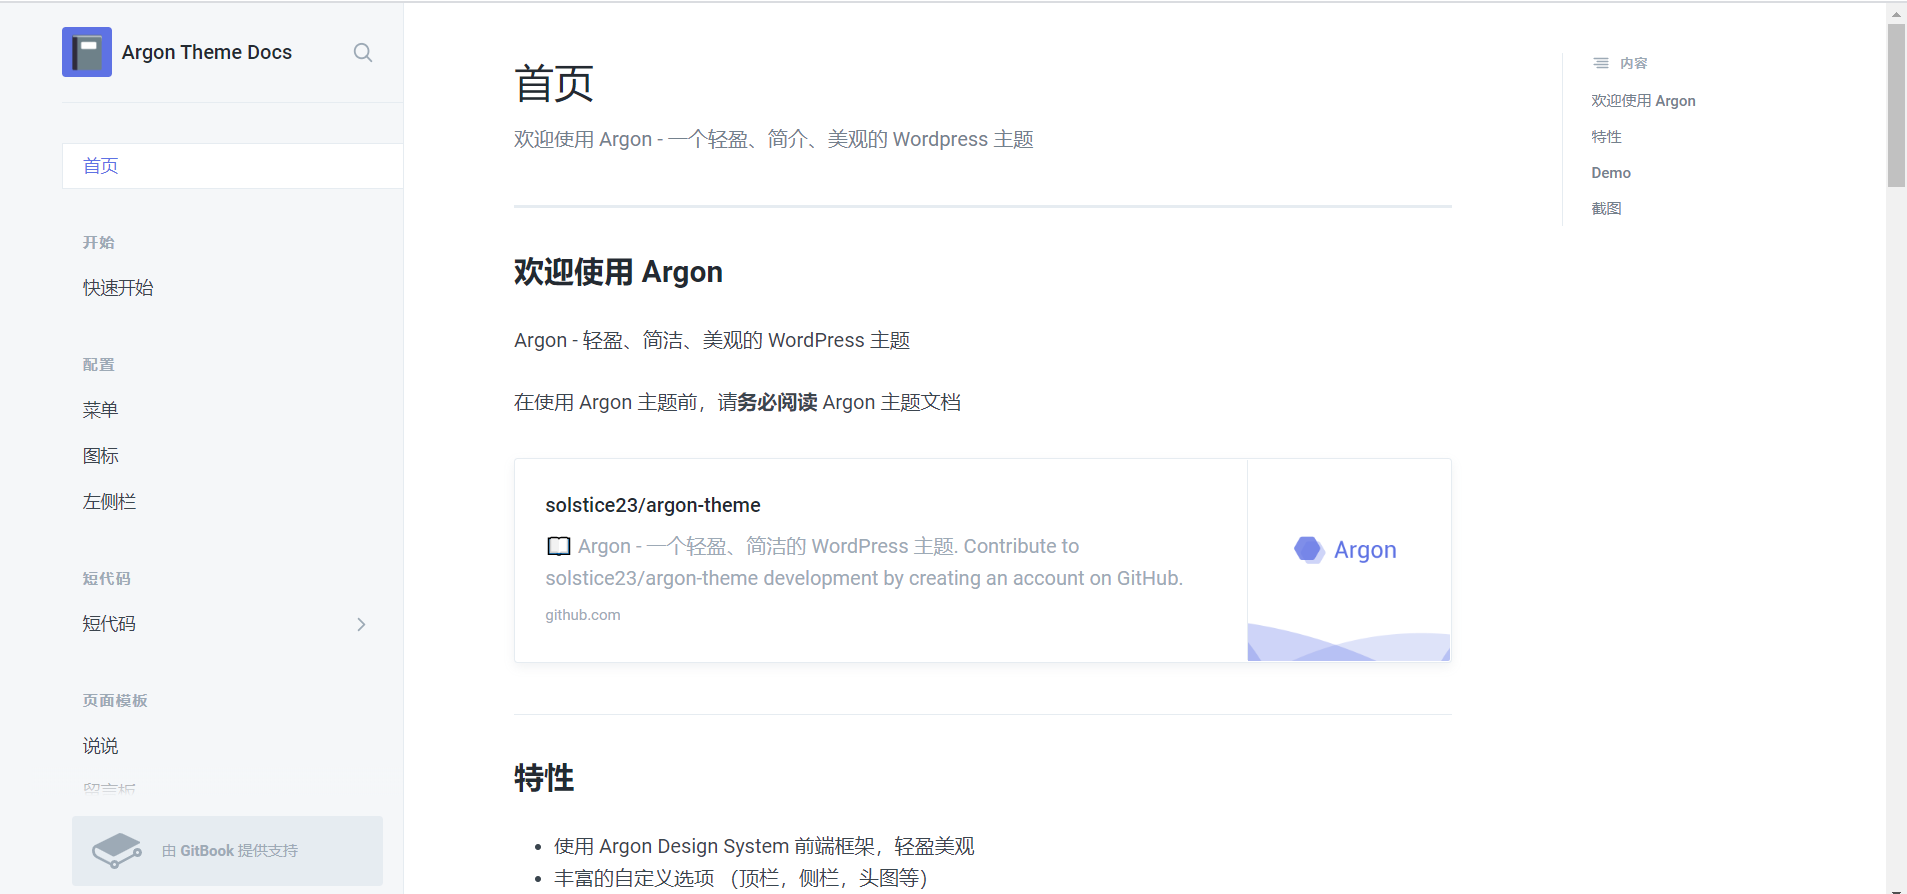 Argon Theme Docs
首页
开始
快速开始
配置
菜单
图标
左侧栏
短代码
短代码
页面模板
说说
留言板
由 GitBook 提供支持
首页
欢迎使用 Argon - 一个轻盈、简介、美观的 Wordpress 主题
欢迎使用 Argon
Argon - 轻盈、简洁、美观的 WordPress 主题
在使用 Argon 主题前，请务必阅读 Argon 主题文档
solstice23/argon-theme
📖 Argon - 一个轻盈、简洁的 WordPress 主题. Contribute to
solstice23/argon-theme development by creating an account on GitHub.
github.com
Argon
特性
• 使用 Argon Design System 前端框架，轻盈美观
• 丰富的自定义选项 （顶栏，侧栏，头图等）
内容
欢迎使用 Argon
特性
Demo
截图